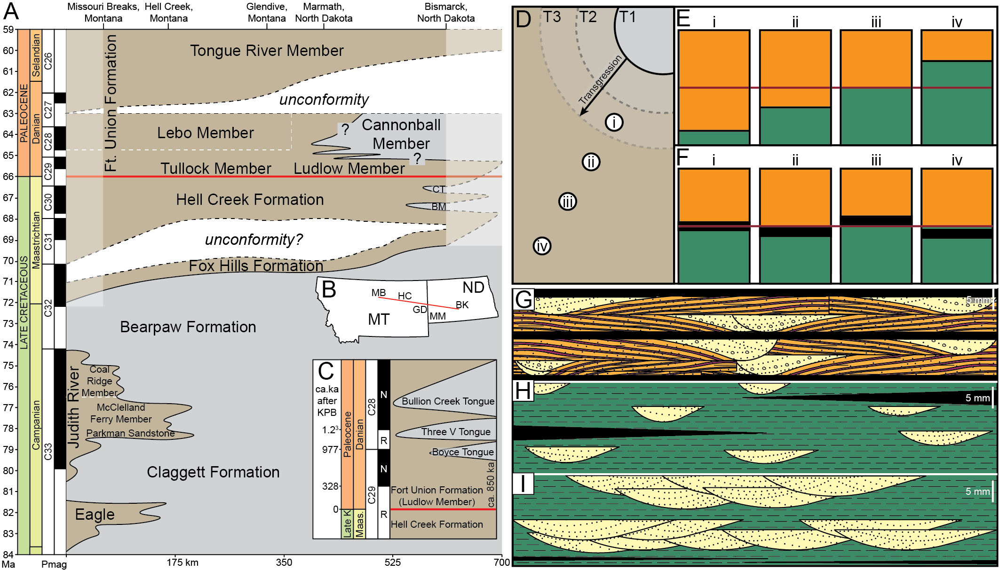 A
Missouri Breaks,
Montana
Hell Creek,
Montana
Glendive,
Montana
Marmath,
North Dakota
Bismarck,
North Dakota
59
60
61
62
63
64
65
66
67
68
69
70
71
72
73
74
75
76
77
78
79
80
81
82
83
84
Ma
Pmag
PALEOCENE
LATE CRETACEOUS
Selandian
Danian
Maastrichtian
Campanian
C26
C27
C28
C29
C30
C31
C32
C33
Ft. Union Formation
Tongue River Member
unconformity
Lebo Member
?
Cannonball
Member
?
Tullock Member
Ludlow Member
CT
Hell Creek Formation
BM
unconformity?
Fox Hills Formation
Bearpaw Formation
Judith River
Coal
Ridge
Member
McClelland
Ferry Member
Parkman Sandstone
Claggett Formation
Eagle
175 km
350
525
700
B
ND
MB
HC
BK
GD
MM
MT
C
ca.ka
after
KPB
1.2³
977
328
0
Paleocene
Danian
Late K
Maas.
C28
C29
N
R
N
R
Bullion Creek Tongue
Three V Tongue
Boyce Tongue
ca. 850 ka
Fort Union Formation
(Ludlow Member)
Hell Creek Formation
D
T3
T2
T1
Transgression
i
ii
iii
iv
E
i
ii
iii
iv
F
i
ii
iii
iv
G
5 mm
H
5 mm
5 mm
I
5 mm